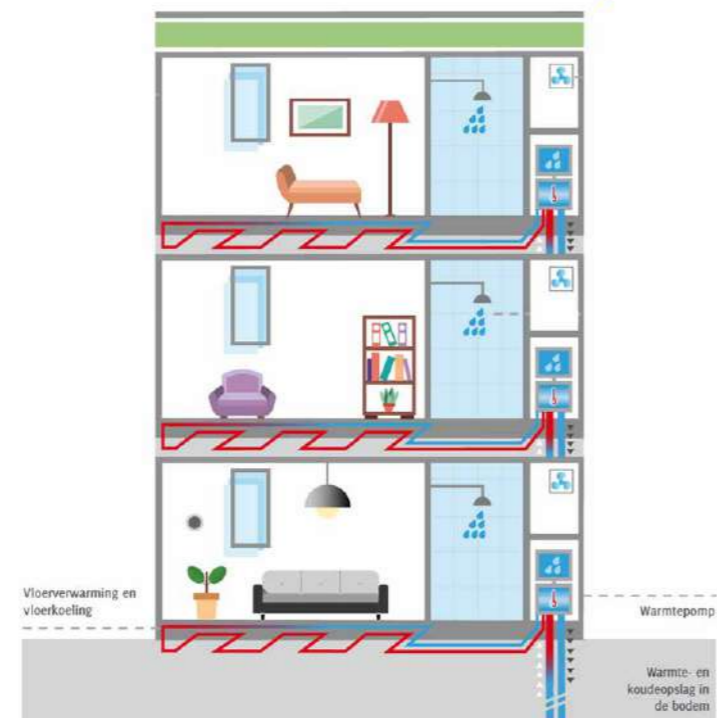 Vloerverwarming en
vloerkoeling
Warmtepomp
Warmte- en
koudeopslag in
de bodem